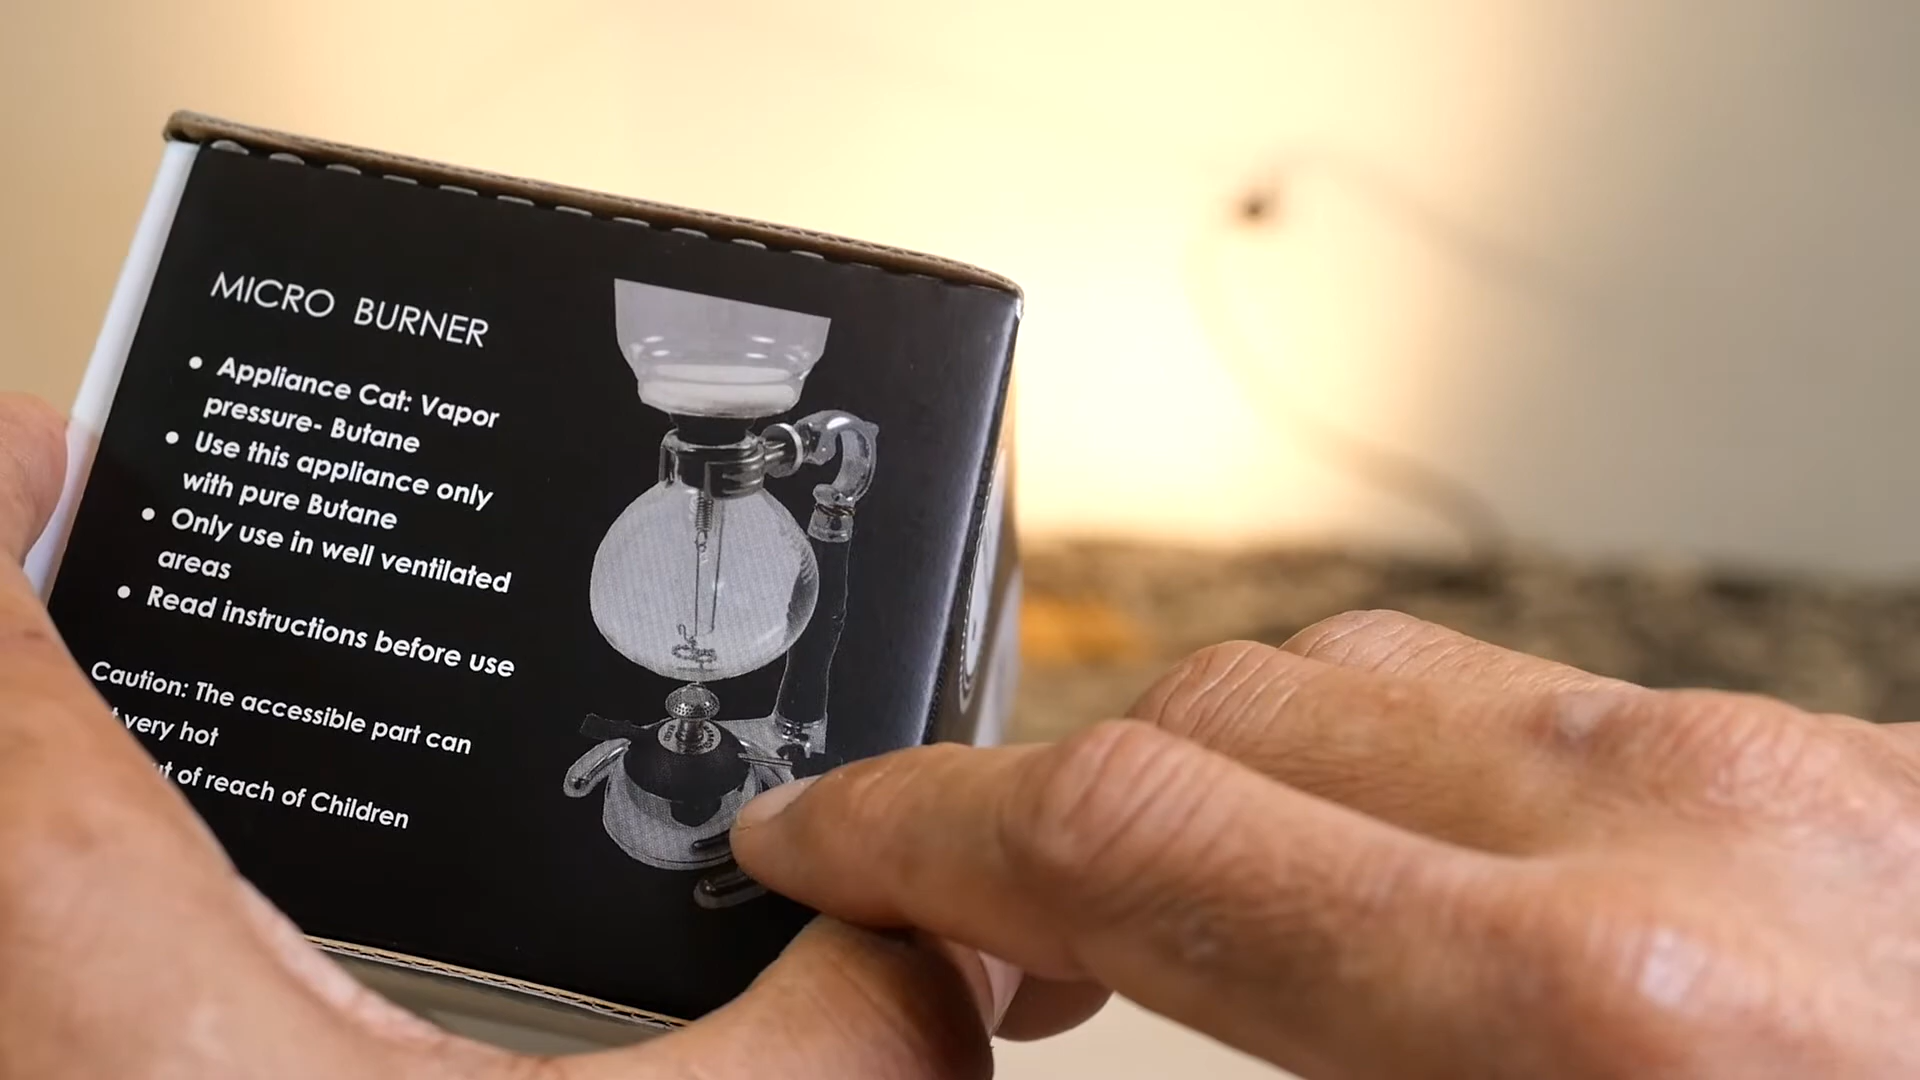 MICRO BURNER
• Appliance Cat: Vapor
pressure- Butane
• Use this appliance only
with pure Butane
• Only use in well ventilated
areas
• Read instructions before use
Caution: The accessible part can
very hot
of reach of Children